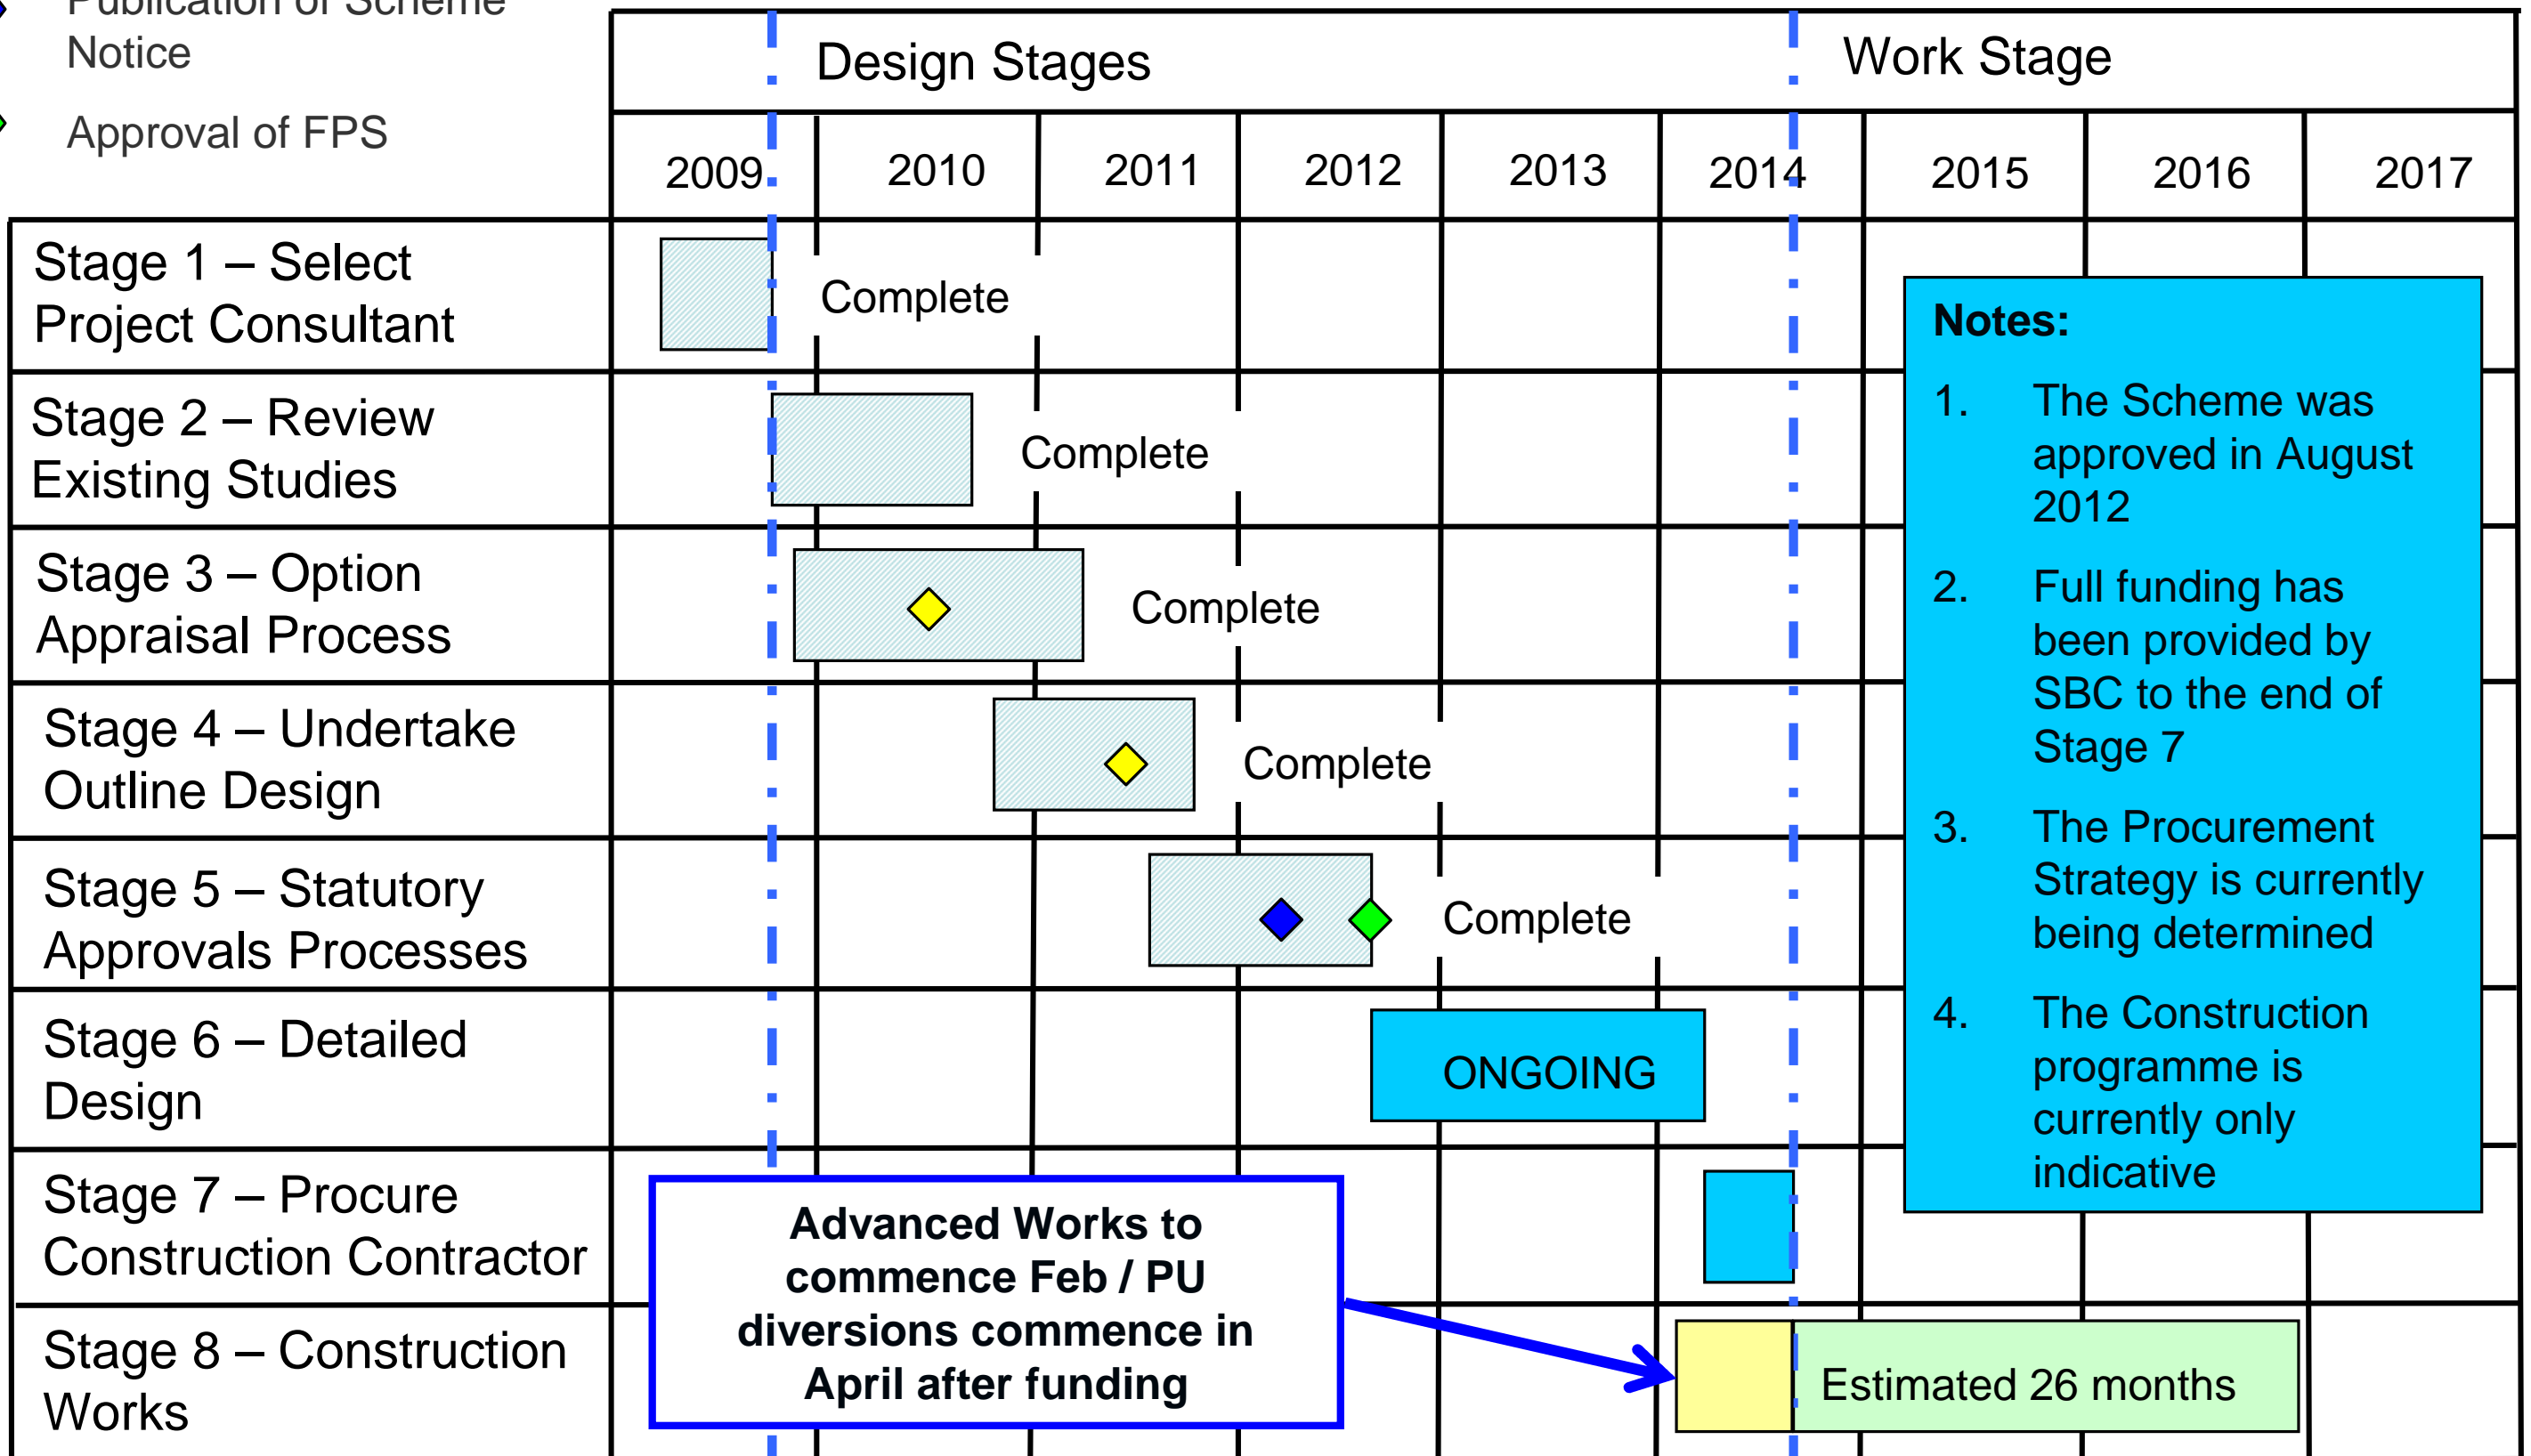 Publication of Scheme
Notice
Approval of FPS
Design Stages
Work Stage
2009 2010 2011 2012 2013 2014 2015 2016 2017
Stage 1 – Select
Project Consultant
Complete
Stage 2 – Review
Existing Studies
Complete
Stage 3 – Option
Appraisal Process
Complete
Stage 4 – Undertake
Outline Design
Complete
Stage 5 – Statutory
Approvals Processes
Complete
Stage 6 – Detailed
Design
ONGOING
Stage 7 – Procure
Construction Contractor
Stage 8 – Construction
Works
Advanced Works to
commence Feb / PU
diversions commence in
April after funding
Estimated 26 months
Notes:
1. The Scheme was
approved in August
2012
2. Full funding has
been provided by
SBC to the end of
Stage 7
3. The Procurement
Strategy is currently
being determined
4. The Construction
programme is
currently only
indicative